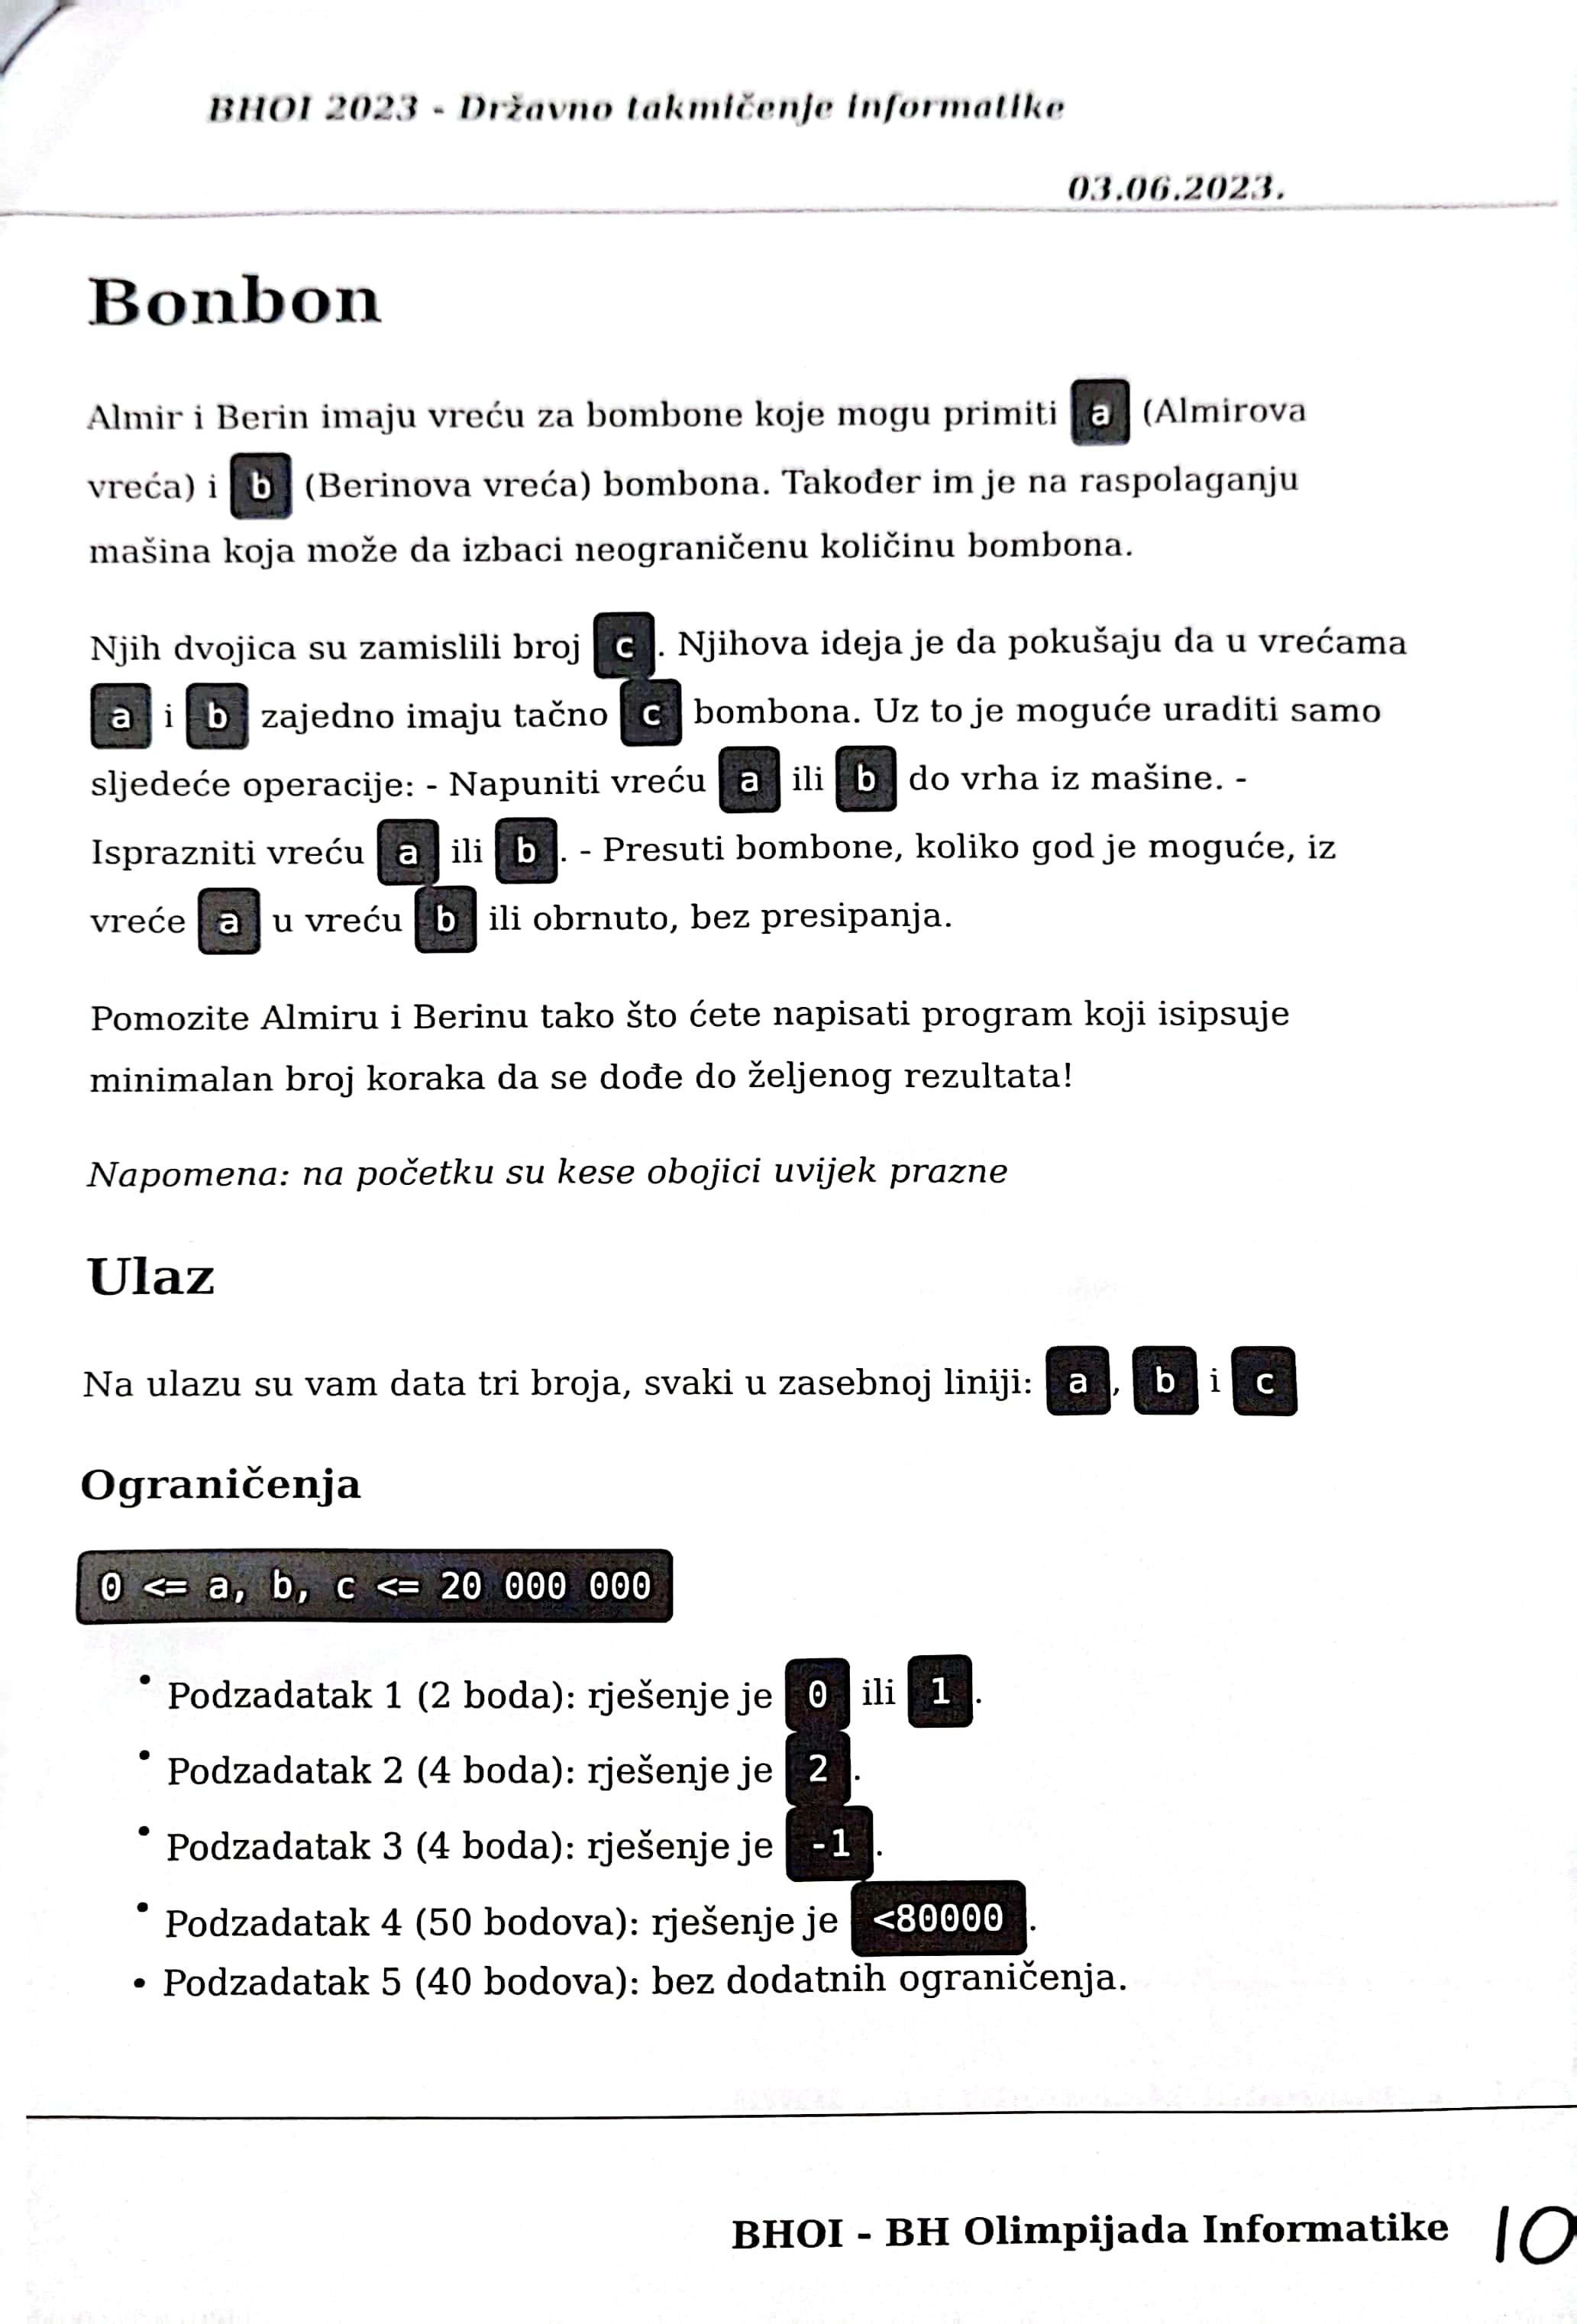 BHOI 2023 - Državno takmičenje informatike
03.06.2023.
Bonbon
Almir i Berin imaju vreću za bombone koje mogu primiti a (Almirova
vreća) i b (Berinova vreća) bombona. Također im je na raspolaganju
mašina koja može da izbaci neograničenu količinu bombona.
Njih dvojica su zamislili broj c. Njihova ideja je da pokušaju da u vrećama
a i b zajedno imaju tačno c bombona. Uz to je moguće uraditi samo
sljedeće operacije: - Napuniti vreću a ili b do vrha iz mašine. -
Isprazniti vreću a ili b. - Presuti bombone, koliko god je moguće, iz
vreće a u vreću b ili obrnuto, bez presipanja.
Pomozite Almiru i Berinu tako što ćete napisati program koji isipsuje
minimalan broj koraka da se dođe do željenog rezultata!
Napomena: na početku su kese obojici uvijek prazne
Ulaz
Na ulazu su vam data tri broja, svaki u zasebnoj liniji: a, b i c
Ograničenja
0 <= a, b, c <= 20 000 000
• Podzadatak 1 (2 boda): rješenje je 0 ili 1.
• Podzadatak 2 (4 boda): rješenje je 2.
• Podzadatak 3 (4 boda): rješenje je -1.
• Podzadatak 4 (50 bodova): rješenje je <80000.
• Podzadatak 5 (40 bodova): bez dodatnih ograničenja.
BHOI - BH Olimpijada Informatike 10